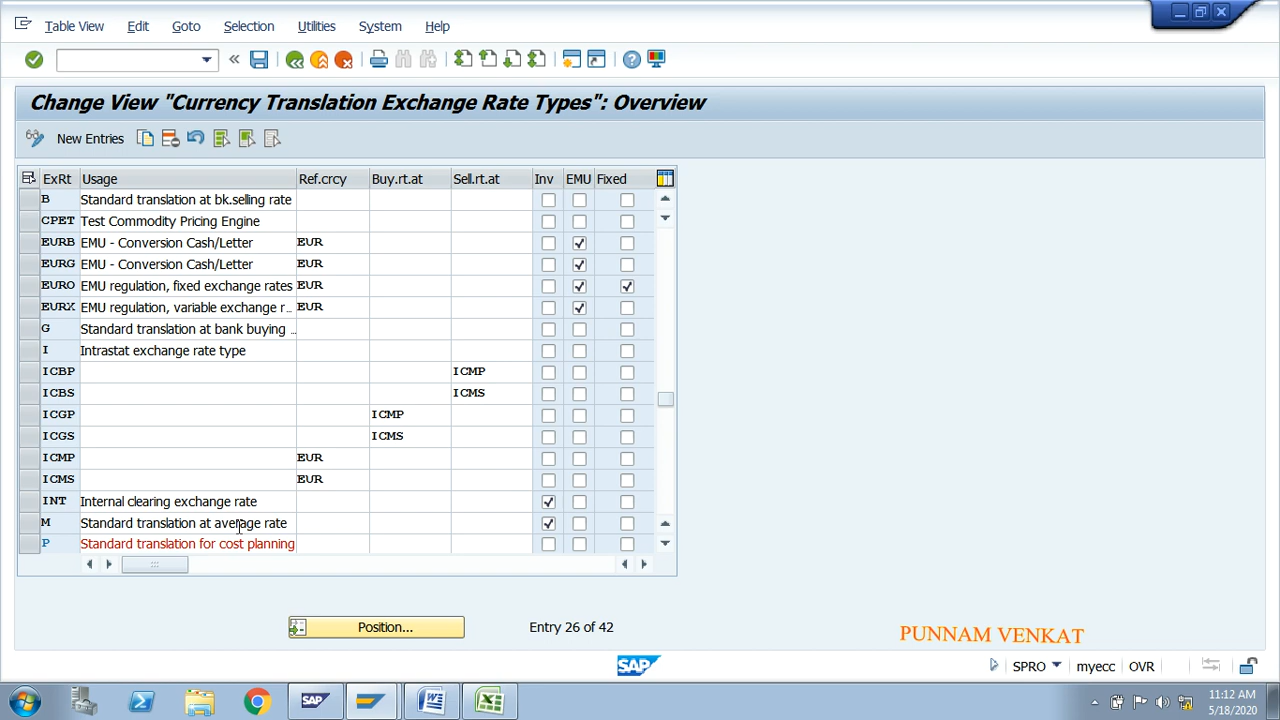 Table View Edit Goto Selection Utilities System Help
Change View "Currency Translation Exchange Rate Types": Overview
New Entries
ExRt Usage Ref.crcy Buy.rt.at Sell.rt.at Inv EMU Fixed
B Standard translation at bk.selling rate
CPET Test Commodity Pricing Engine
EURB EMU - Conversion Cash/Letter EUR
EURG EMU - Conversion Cash/Letter EUR
EURO EMU regulation, fixed exchange rates EUR
EURX EMU regulation, variable exchange r... EUR
G Standard translation at bank buying ...
I Intrastat exchange rate type
ICBP ICMP
ICBS ICMS
ICGP ICMP
ICGS ICMS
ICMP EUR
ICMS EUR
INT Internal clearing exchange rate
M Standard translation at average rate
P Standard translation for cost planning
Position... Entry 26 of 42
PUNNAM VENKAT
SAP SPRO myecc OVR
SAP
11:12 AM
5/18/2020